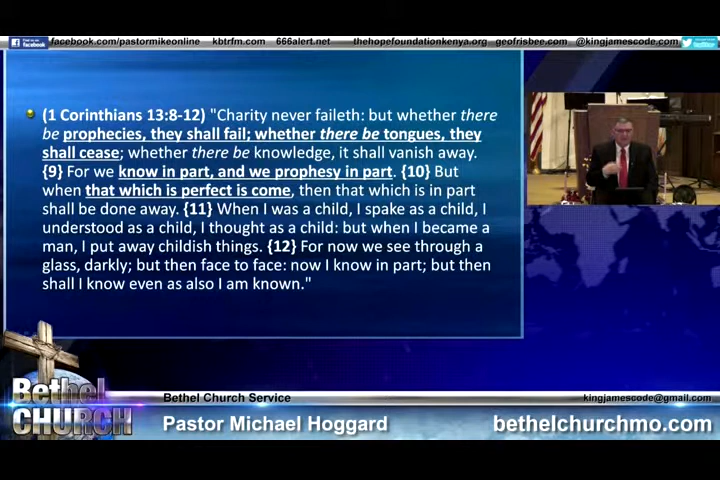 Find us on facebook
facebook.com/pastormikeonline kbtrfm.com 666alert.net thehopefoundationkenya.org geofrisbee.com @kingjamescode.com twitter
(1 Corinthians 13:8-12) "Charity never faileth: but whether there
be prophecies, they shall fail; whether there be tongues, they
shall cease; whether there be knowledge, it shall vanish away.
{9} For we know in part, and we prophesy in part. {10} But
when that which is perfect is come, then that which is in part
shall be done away. {11} When I was a child, I spake as a child, I
understood as a child, I thought as a child: but when I became a
man, I put away childish things. {12} For now we see through a
glass, darkly; but then face to face: now I know in part; but then
shall I know even as also I am known."
Bethel
CHURCH
Bethel Church Service kingjamescode@gmail.com
Pastor Michael Hoggard bethelchurchmo.com